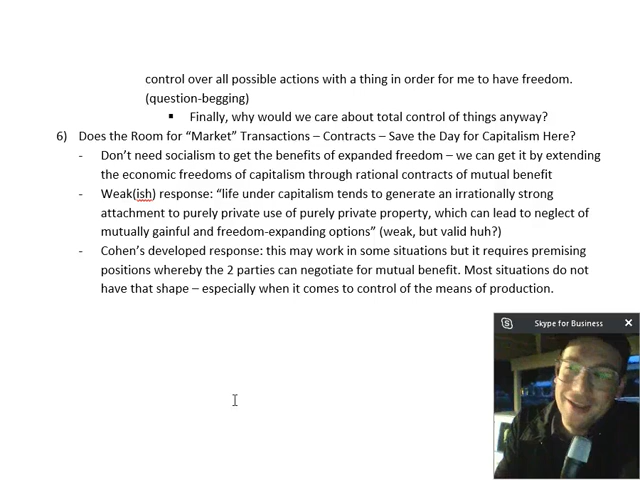 control over all possible actions with a thing in order for me to have freedom.
(question-begging)
▪ Finally, why would we care about total control of things anyway?
6) Does the Room for “Market” Transactions – Contracts – Save the Day for Capitalism Here?
- Don’t need socialism to get the benefits of expanded freedom – we can get it by extending
the economic freedoms of capitalism through rational contracts of mutual benefit
- Weak(ish) response: “life under capitalism tends to generate an irrationally strong
attachment to purely private use of purely private property, which can lead to neglect of
mutually gainful and freedom-expanding options” (weak, but valid huh?)
- Cohen’s developed response: this may work in some situations but it requires premising
positions whereby the 2 parties can negotiate for mutual benefit. Most situations do not
have that shape – especially when it comes to control of the means of production.
Skype for Business